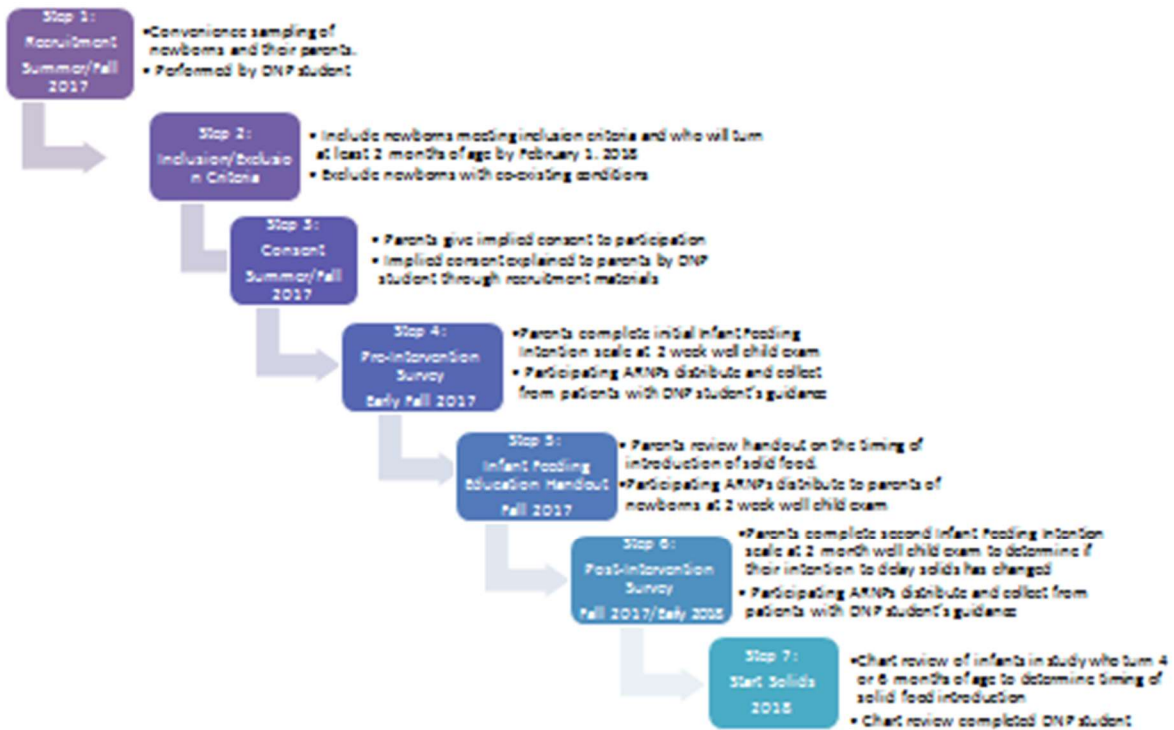 Step 1:
Recruitment
Summer/Fall
2017
•Convenience sampling of
newborns and their parents.
• Performed by DNP student
Step 2:
Inclusion/Exclusio
n Criteria
• Include newborns meeting inclusion criteria and who will turn
at least 2 months of age by February 1, 2018
• Exclude newborns with co-existing conditions
Step 3:
Consent
Summer/Fall
2017
• Parents give implied consent to participation
• Implied consent explained to parents by DNP
student through recruitment materials
Step 4:
Pre-Intervention
Survey
Early Fall 2017
•Parents complete initial Infant Feeding
Intention scale at 2 week well child exam
• Participating ARNPs distribute and collect
from patients with DNP student's guidance
Step 5:
Infant Feeding
Education Handout
Fall 2017
• Parents review handout on the timing of
introduction of solid food.
•Participating ARNPs distribute to parents of
newborns at 2 week well child exam
Step 6:
Post-Intervention
Survey
Fall 2017/Early 2018
•Parents complete second Infant Feeding Intention
scale at 2 month well child exam to determine if
their intention to delay solids has changed
• Participating ARNPs distribute and collect from
patients with DNP student's guidance
Step 7:
Start Solids
2018
•Chart review of infants in study who turn 4
or 6 months of age to determine timing of
solid food introduction
• Chart review completed DNP student